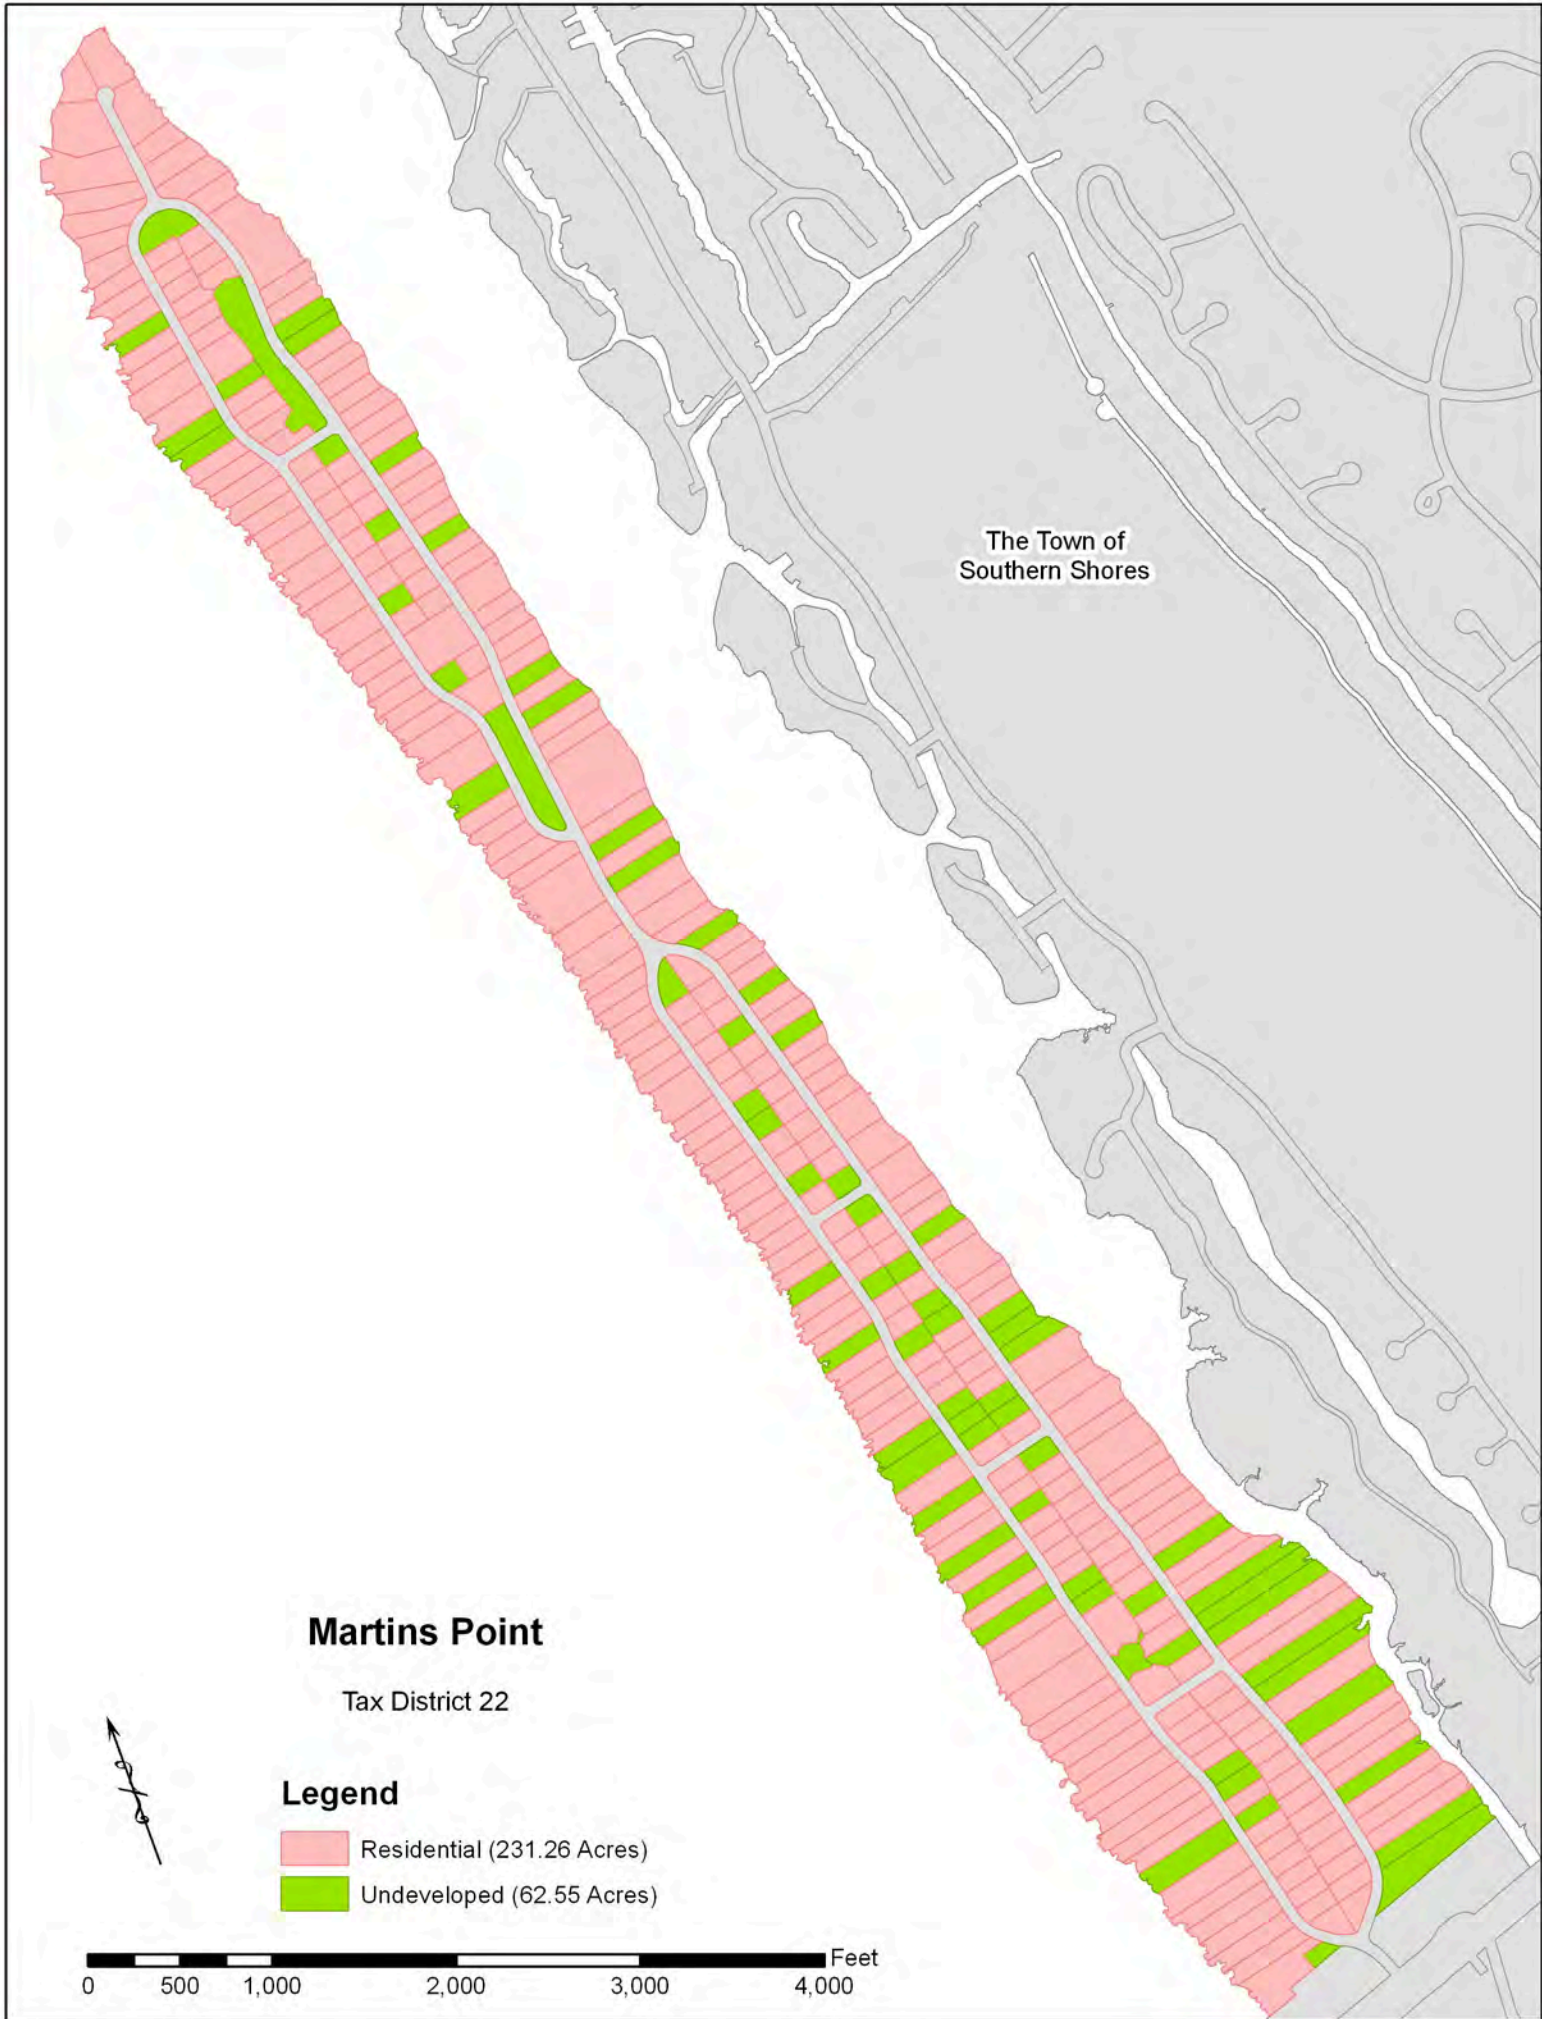 The Town of
Southern Shores
Martins Point
Tax District 22
Legend
Residential (231.26 Acres)
Undeveloped (62.55 Acres)
Feet
0 500 1,000 2,000 3,000 4,000